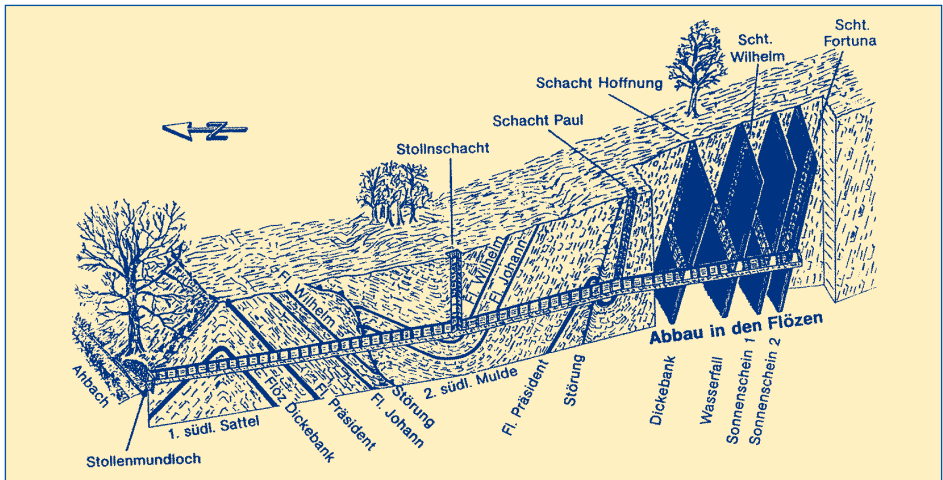 Scht.
Fortuna
Scht.
Wilhelm
Schacht Hoffnung
Schacht Paul
N
Stollnschacht
Fl. Wilhelm
Fl. Johann
Fl. Wilhelm
Ahbach
Stollenmundloch
1. südl. Sattel
Flöz Dickebank
Fl. Präsident
Fl. Johann
Störung
2. südl. Mulde
Fl. Präsident
Störung
Abbau in den Flözen
Dickebank
Wasserfall
Sonnenschein 1
Sonnenschein 2